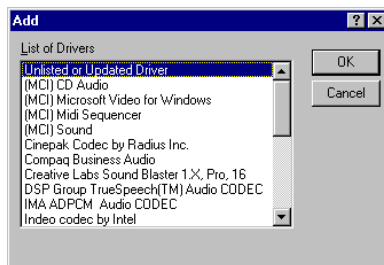 Add
List of Drivers
Unlisted or Updated Driver
(MCI) CD Audio
(MCI) Microsoft Video for Windows
(MCI) Midi Sequencer
(MCI) Sound
Cinepak Codec by Radius Inc.
Compaq Business Audio
Creative Labs Sound Blaster 1.X, Pro, 16
DSP Group TrueSpeech(TM) Audio CODEC
IMA ADPCM Audio CODEC
Indeo codec by Intel
OK
Cancel